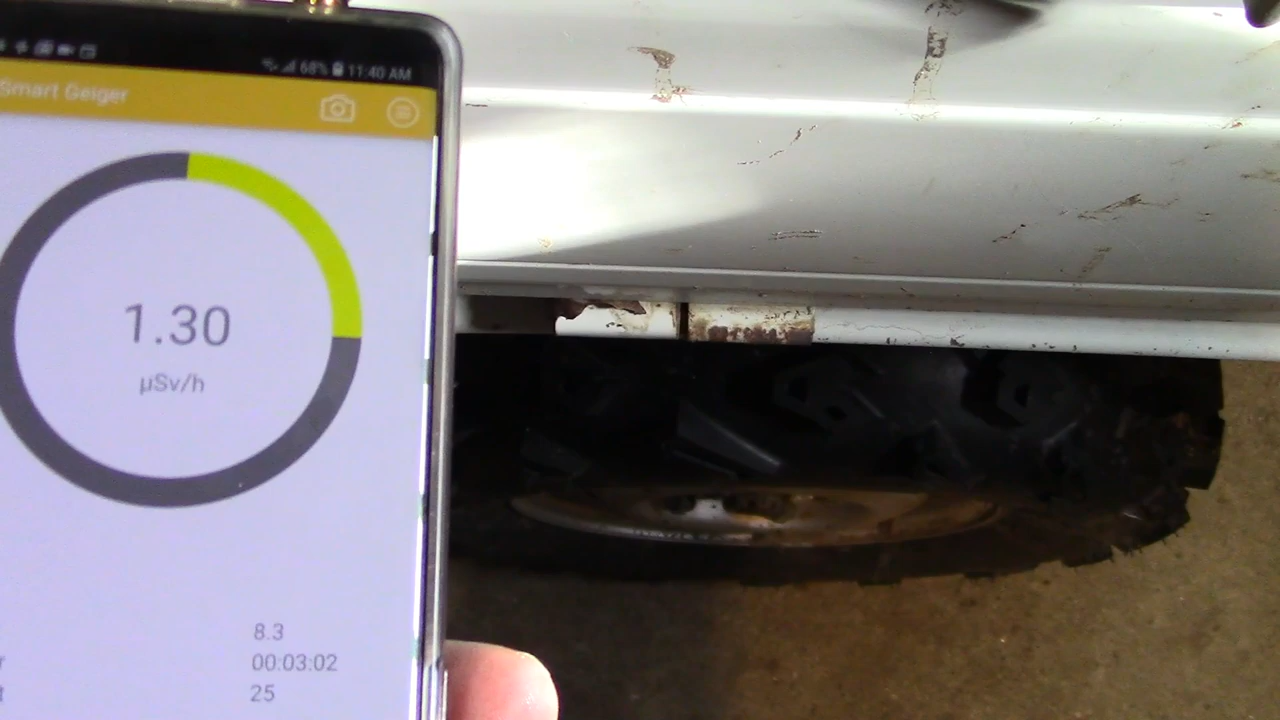 68% 11:40 AM
Smart Geiger
1.30
μSv/h
8.3
00:03:02
25